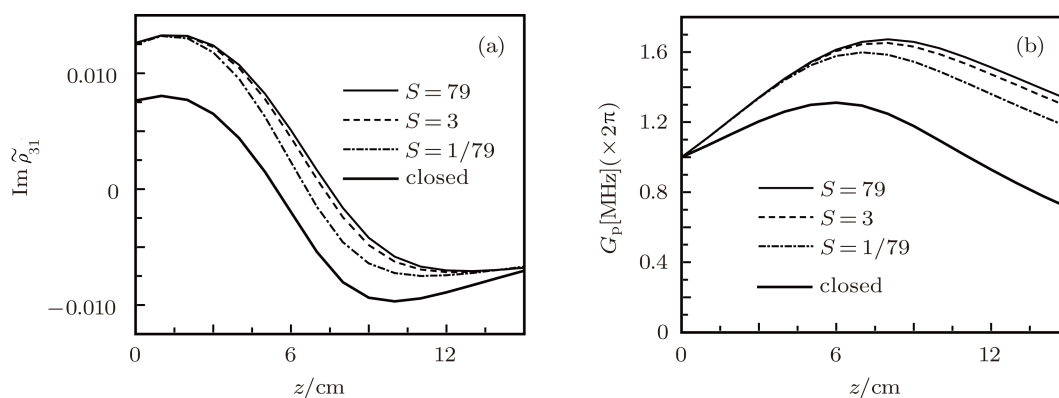 (a)
0.010
0
−0.010
Im ρ̃₃₁
S = 79
S = 3
S = 1/79
closed
0
6
12
z/cm
(b)
1.6
1.2
0.8
0.4
0
Gₚ[MHz](×2π)
S = 79
S = 3
S = 1/79
closed
0
6
12
z/cm